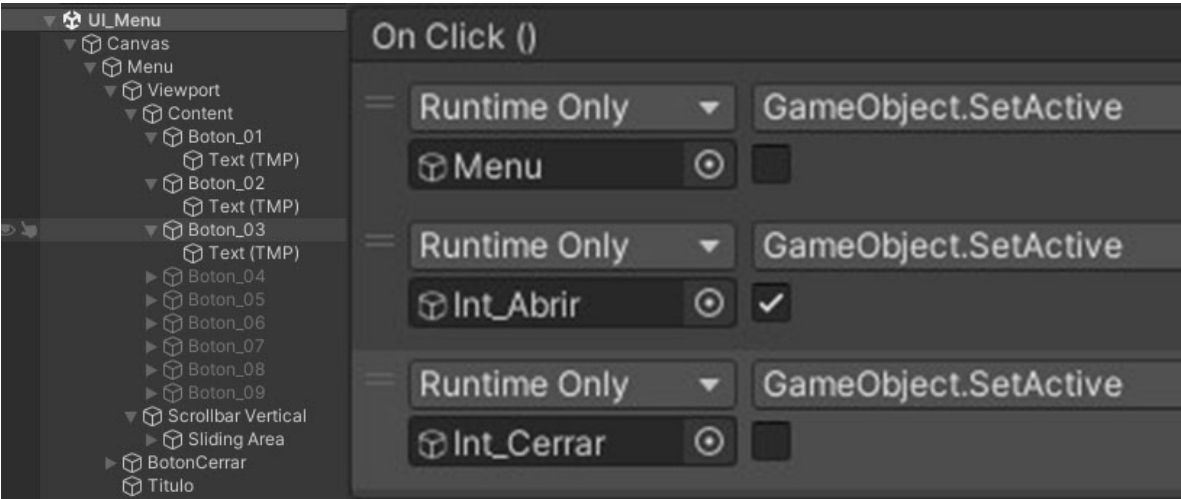 UI_Menu
Canvas
Menu
Viewport
Content
Boton_01
Text (TMP)
Boton_02
Text (TMP)
Boton_03
Text (TMP)
Boton_04
Boton_05
Boton_06
Boton_07
Boton_08
Boton_09
Scrollbar Vertical
Sliding Area
BotonCerrar
Titulo
On Click ()
Runtime Only GameObject.SetActive
Menu
Runtime Only GameObject.SetActive
Int_Abrir
Runtime Only GameObject.SetActive
Int_Cerrar